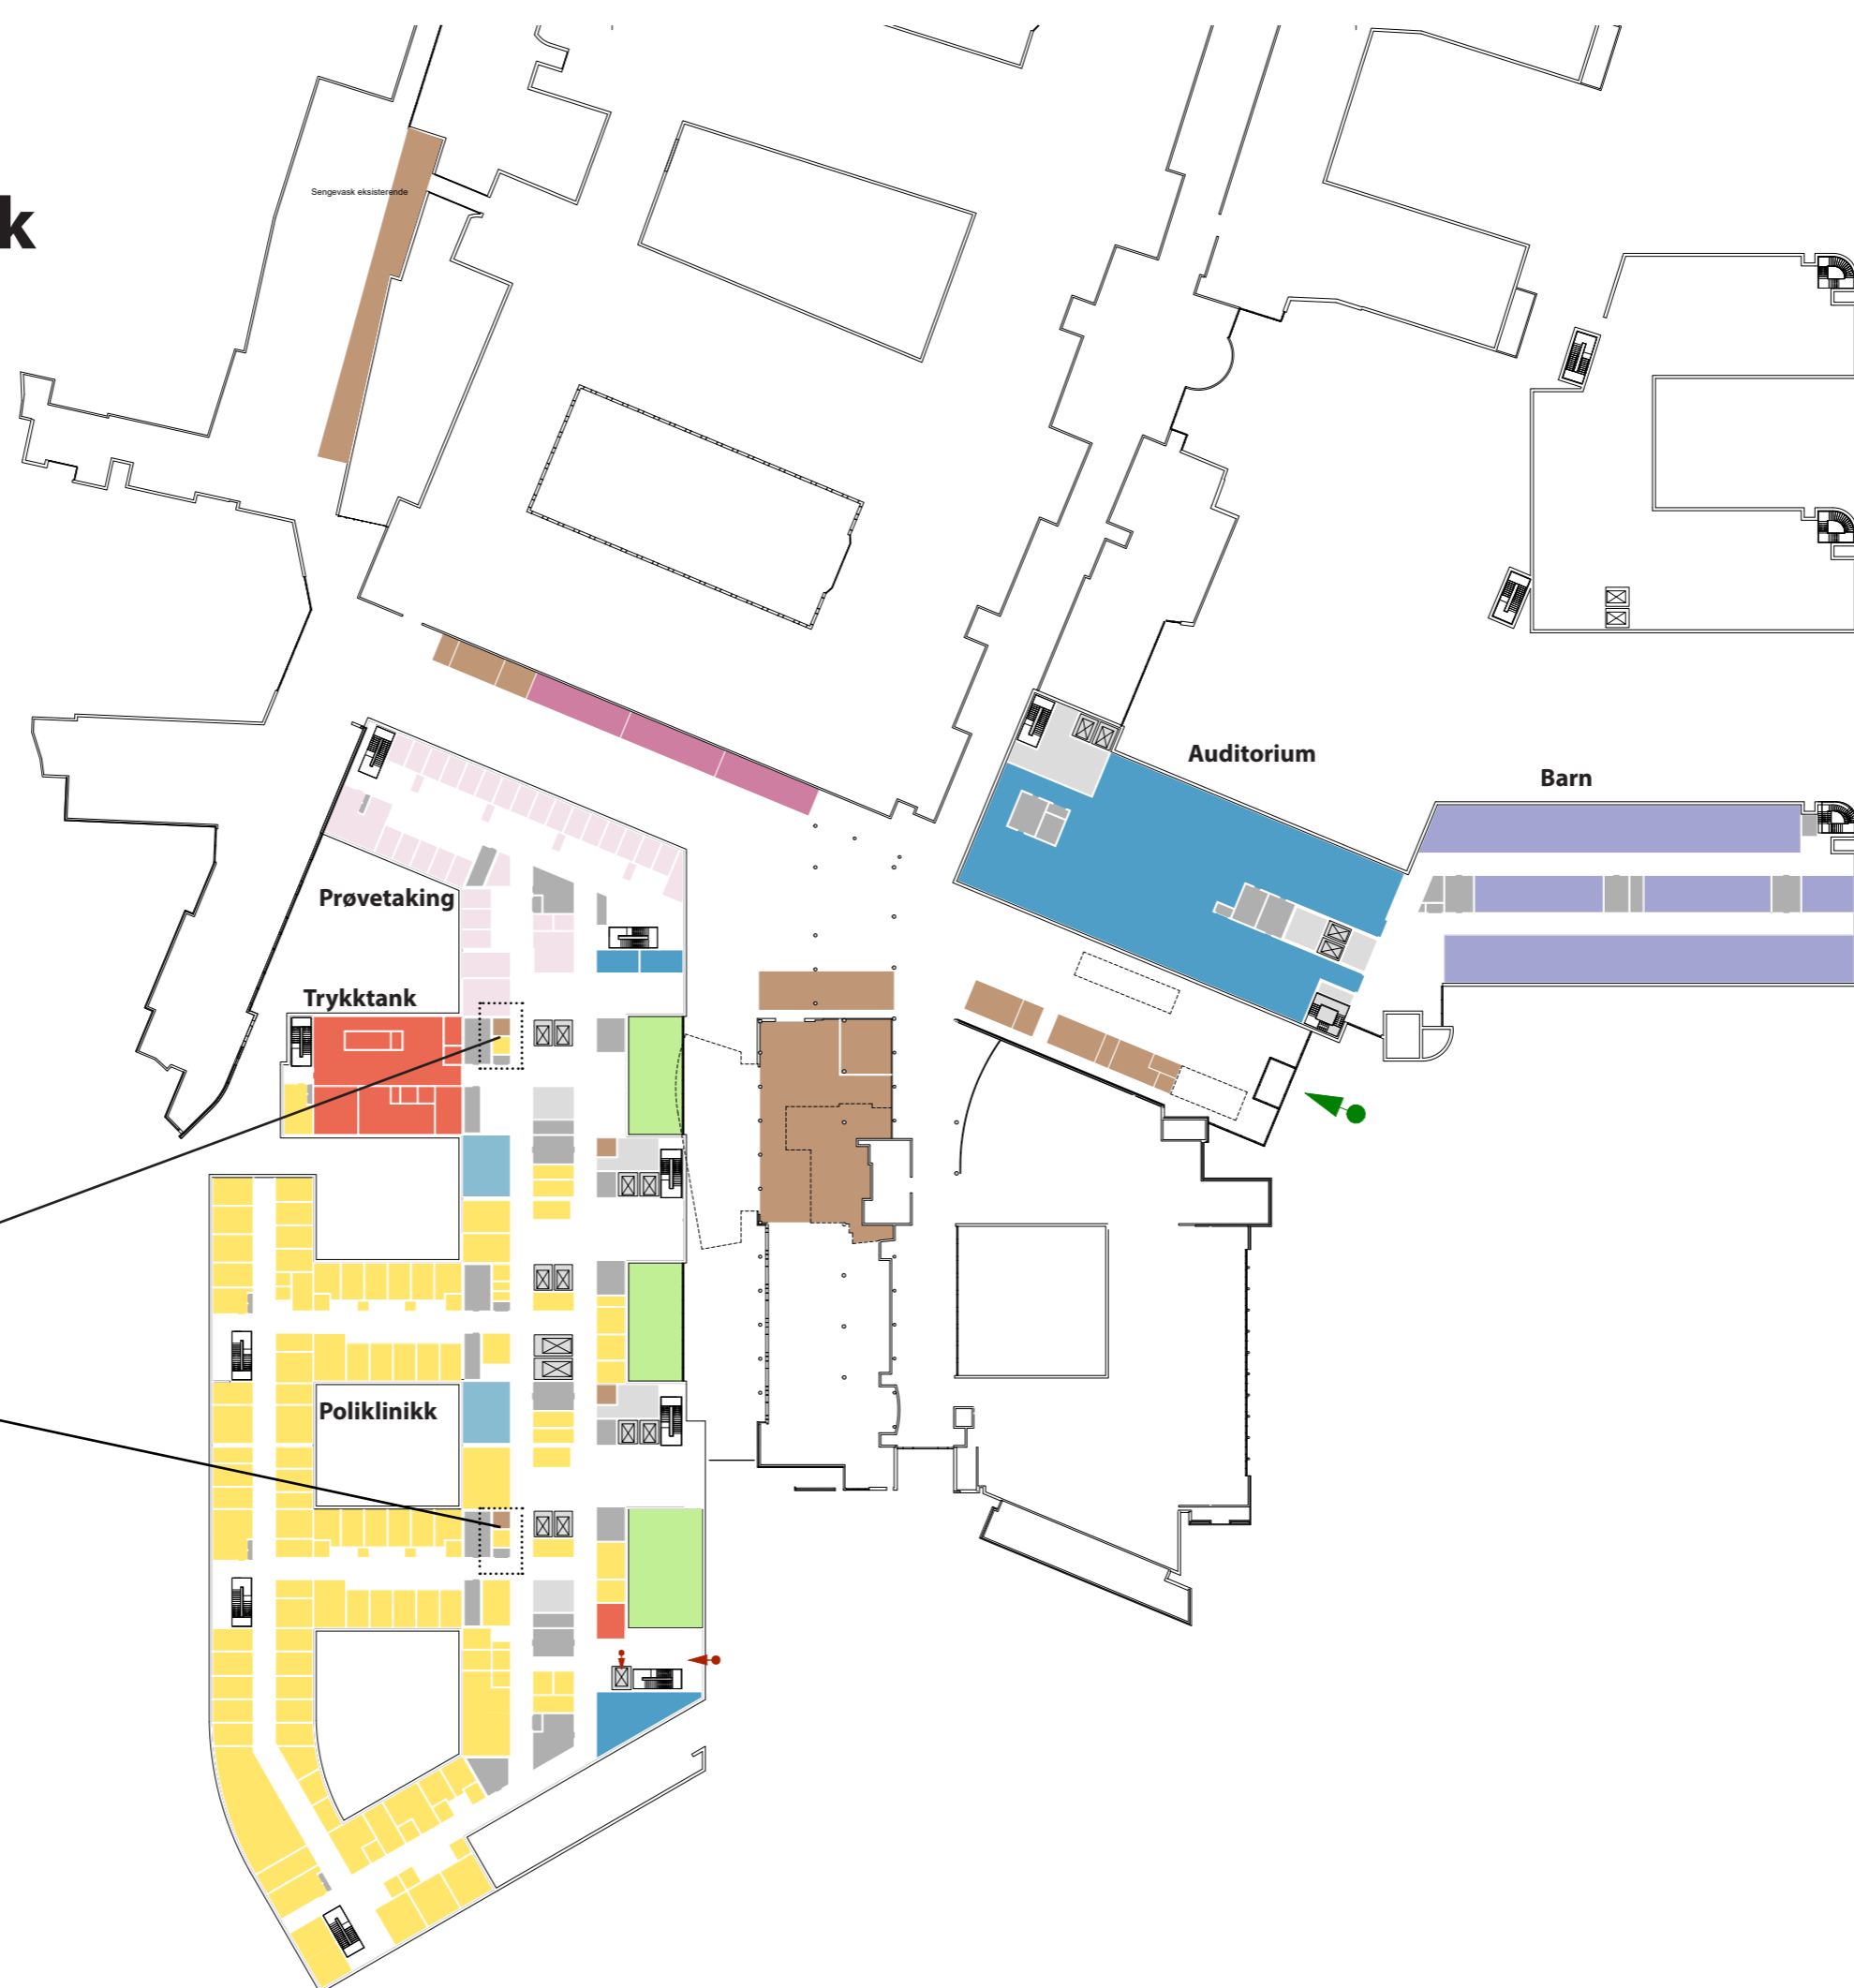 k
Sengevask eksisterende
Auditorium
Barn
Prøvetaking
Trykktank
Poliklinikk